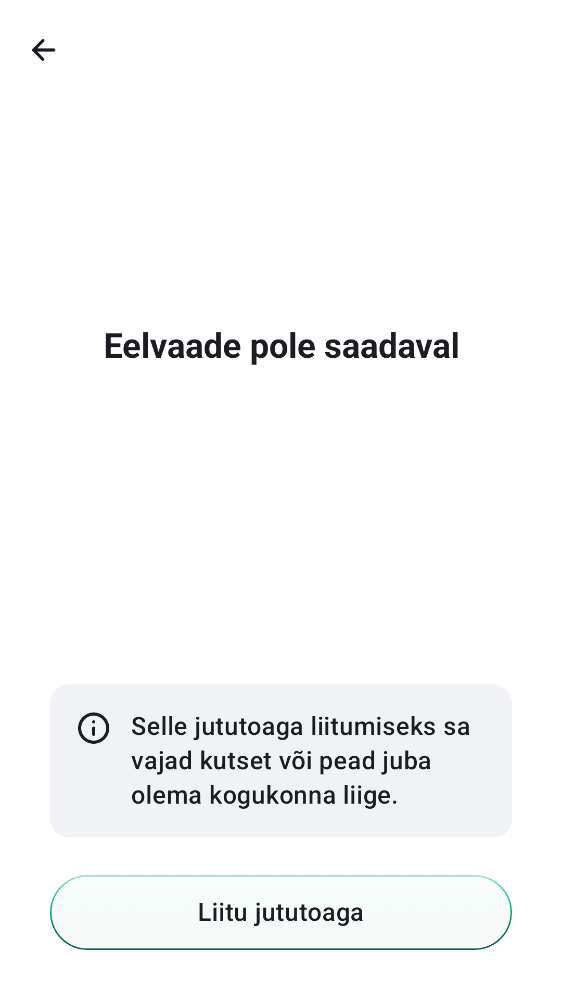 Eelvaade pole saadaval
Selle jututoaga liitumiseks sa
vajad kutset või pead juba
olema kogukonna liige.
Liitu jututoaga